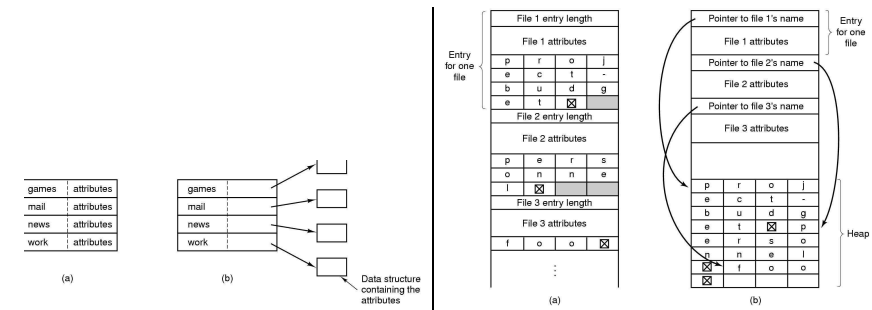 games attributes
mail attributes
news attributes
work attributes
(a)
games
mail
news
work
(b)
Data structure
containing the
attributes
Entry
for one
file
File 1 entry length
File 1 attributes
p r o j
e c t -
b u d g
e t ☒
File 2 entry length
File 2 attributes
p e r s
o n n e
l ☒
File 3 entry length
File 3 attributes
f o o ☒
⋮
(a)
Pointer to file 1's name
File 1 attributes
Pointer to file 2's name
File 2 attributes
Pointer to file 3's name
File 3 attributes
Entry
for one
file
p r o j
e c t -
b u d g
e t ☒ p
e r s o
n n e l
☒ f o o
☒
Heap
(b)